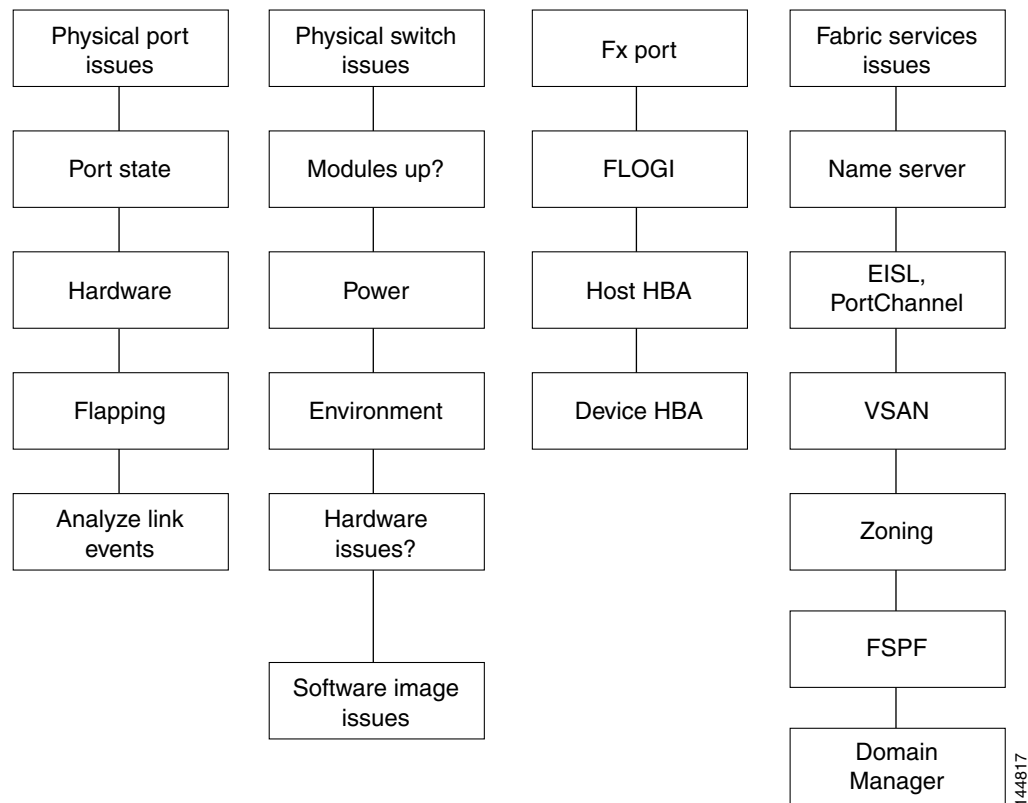 Physical port
issues
Port state
Hardware
Flapping
Analyze link
events
Physical switch
issues
Modules up?
Power
Environment
Hardware
issues?
Software image
issues
Fx port
FLOGI
Host HBA
Device HBA
Fabric services
issues
Name server
EISL,
PortChannel
VSAN
Zoning
FSPF
Domain
Manager
144817